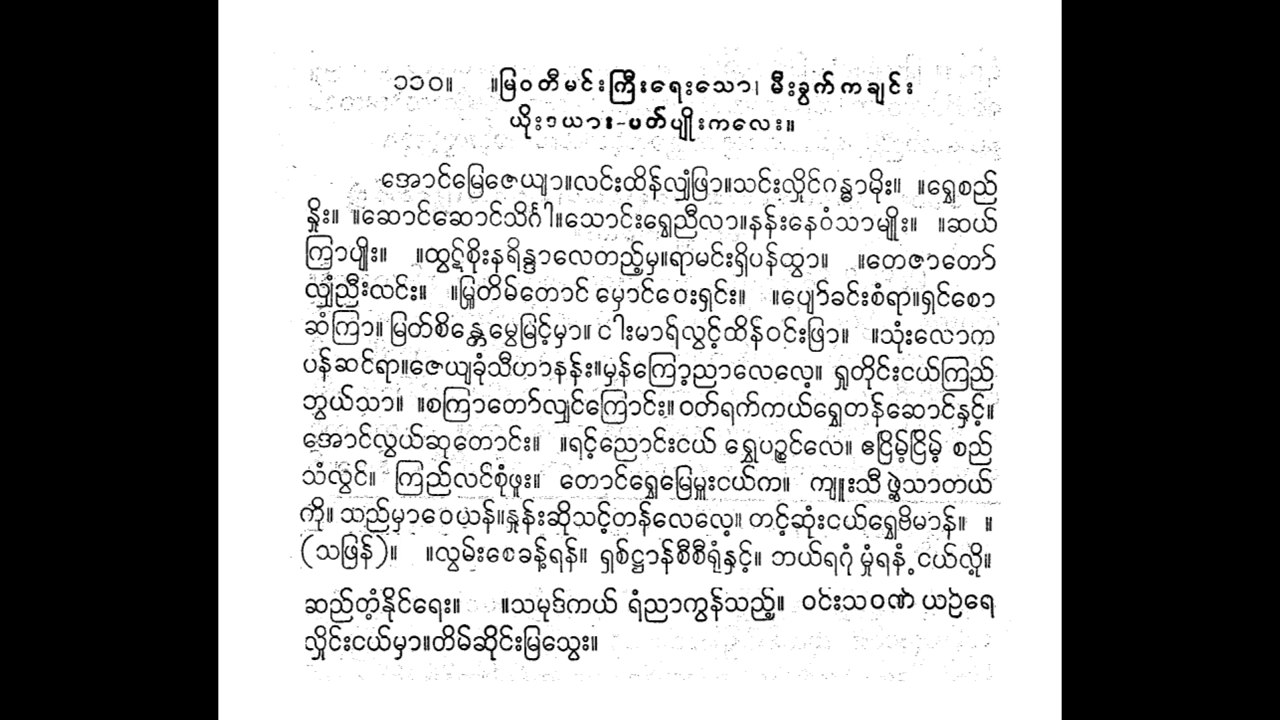 ၁၁၀။ ။မြဝတီမင်းကြီးရေးသော၊ မီးခွက်ကချင်း
ယိုးဒယား-ပတ်ပျိုးကလေး။
အောင်မြေဇေယျာ။လင်းထိန်လျှံဖြာ။သင်းလှိုင်ဂန္ဓာမိုး။ ။ရွှေစည်
နှိုး။ ။ဆောင်ဆောင်သိင်္ဂါ။သောင်းရွှေညီလာ။နန်းနေဝံသာမျိုး။ ။ဆယ်
ကြာပျိုး။ ။ထွဋ်စိုးနရိန္ဒာလေတည့်မှ။ရာမင်းရှိပန်ထွာ။ ။တေဇာတော်
လျှံညီးထင်း။ ။မြူတိမ်တောင် မှောင်ဝေးရှင်း။ ။ပျော်ခင်းစံရာ။ရှင်စော
ဆံကြာ။ မြတ်စိန္တေမွေမြင့်မှာ။ ငါးမာရ်လွင့်ထိန်ဝင်းဖြာ။ ။သုံးလောက
ပန်ဆင်ရာ။ဇေယျခုံသီဟာနန်း။မှန်ကြော့ညာလေလေ့။ ရှုတိုင်းငယ်ကြည်
ဘွယ်သာ။ ။စကြာတော်လျှင်ကြောင်း။ ဝတ်ရက်ကယ်ရွှေတန်ဆောင်နှင့်။
အောင်လွယ်ဆုတောင်း။ ။ရင့်ညောင်းငယ် ရွှေပဉ္စင်လေ။ ငြိမ့်ငြိမ့် စည်
သံလွင်။ ကြည်လင်စုံဖူး။ တောင်ရွှေမြေမှူးငယ်က။ ကျူးသီ ဖွဲ့သာတယ်
ကို။ သည်မှာဝေယန်။နှုန်းဆိုသင့်တန်လေလေ့။ တင့်ဆုံးငယ်ရွှေဗိမာန်။ ။
(သဖြန်)။ ။လွမ်းစေခန့်ရန်။ ရှစ်ဋ္ဌာန်စီစီရုံနှင့်။ ဘယ်ရဂုံ မှုံရနံ့ငယ်လို့။
ဆည်တံ့နိုင်ရေး။ ။သမုဒ်ကယ် ရံညာကွန်သည့်။ ဝင်းသဝဏံ ယဉ်ရေ
လှိုင်းငယ်မှာ။တိမ်ဆိုင်းမြသွေး။